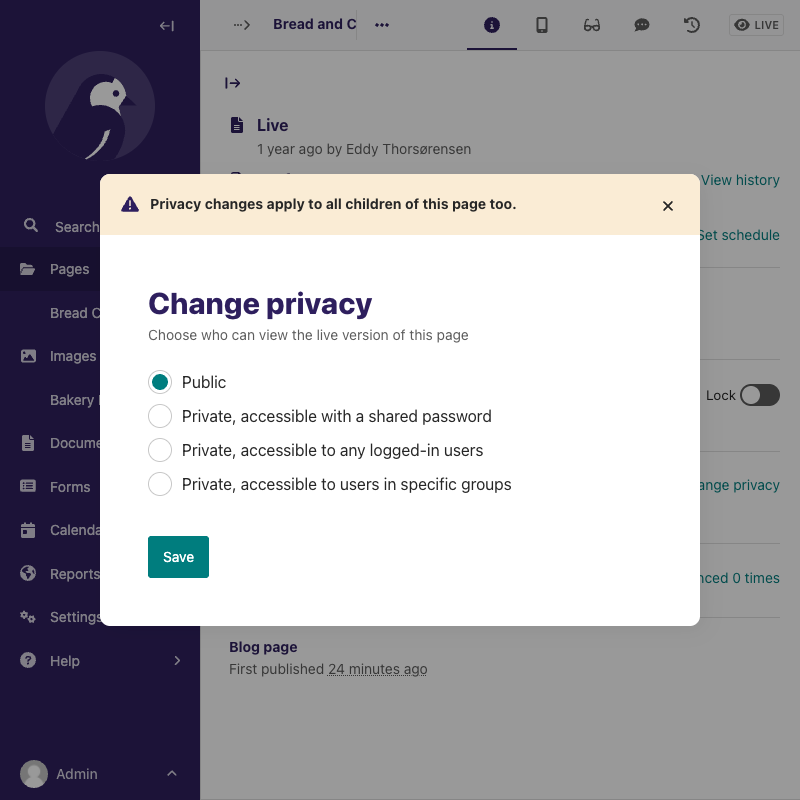 Bread and C
LIVE
Live
1 year ago by Eddy Thorsørensen
View history
Privacy changes apply to all children of this page too.
Search
Set schedule
Pages
Change privacy
Bread C
Choose who can view the live version of this page
Images
Public
Lock
Bakery
Private, accessible with a shared password
Docume
Private, accessible to any logged-in users
Forms
Private, accessible to users in specific groups
ange privacy
Calenda
Save
Reports
nced 0 times
Settings
Blog page
Help
First published 24 minutes ago
Admin